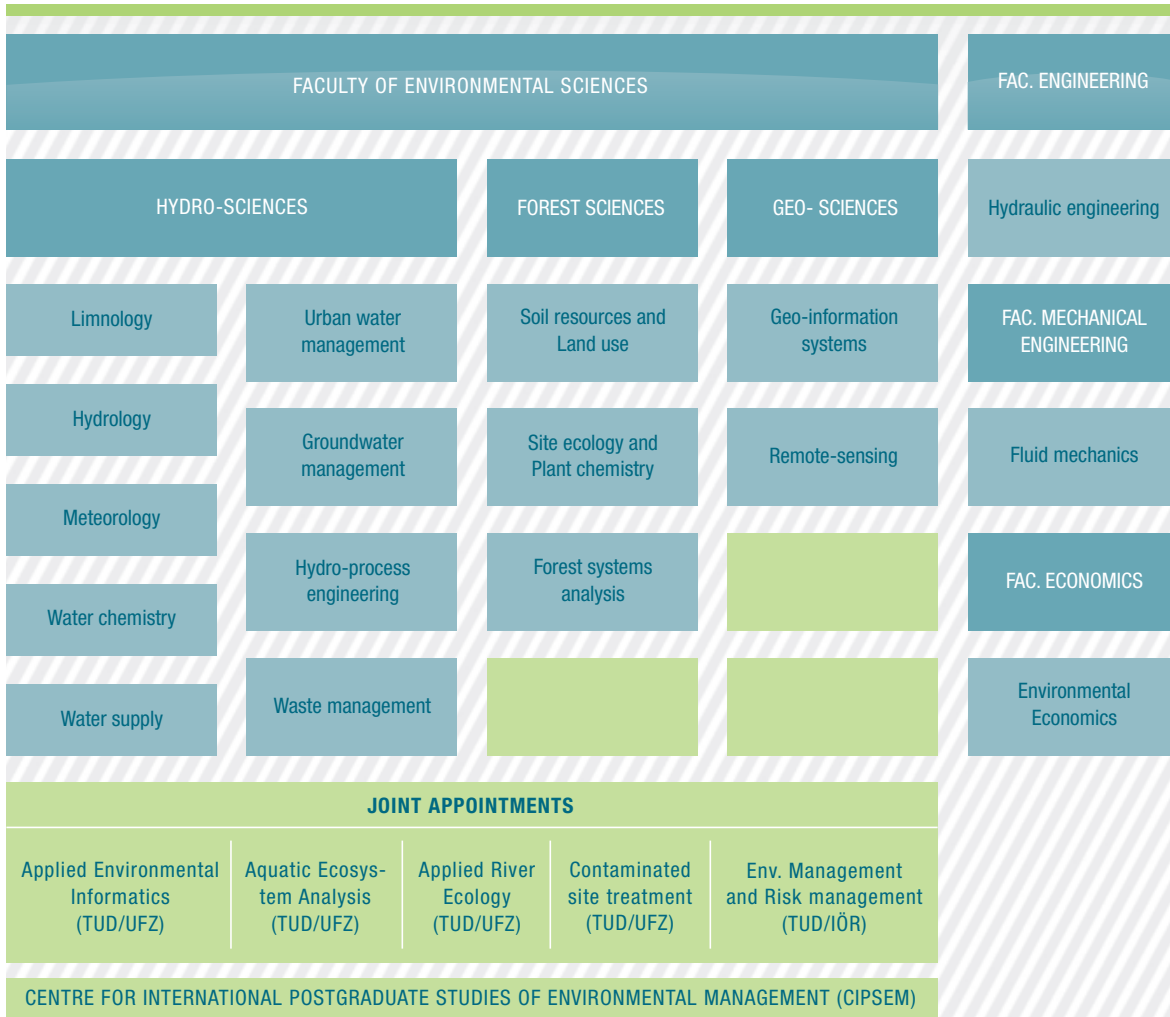 FACULTY OF ENVIRONMENTAL SCIENCES
FAC. ENGINEERING
HYDRO-SCIENCES
FOREST SCIENCES
GEO- SCIENCES
Hydraulic engineering
Limnology
Hydrology
Meteorology
Water chemistry
Water supply
Urban water
management
Groundwater
management
Hydro-process
engineering
Waste management
Soil resources and
Land use
Site ecology and
Plant chemistry
Forest systems
analysis
Geo-information
systems
Remote-sensing
FAC. MECHANICAL
ENGINEERING
Fluid mechanics
FAC. ECONOMICS
Environmental
Economics
JOINT APPOINTMENTS
Applied Environmental
Informatics
(TUD/UFZ)
Aquatic Ecosys-
tem Analysis
(TUD/UFZ)
Applied River
Ecology
(TUD/UFZ)
Contaminated
site treatment
(TUD/UFZ)
Env. Management
and Risk management
(TUD/IÖR)
CENTRE FOR INTERNATIONAL POSTGRADUATE STUDIES OF ENVIRONMENTAL MANAGEMENT (CIPSEM)